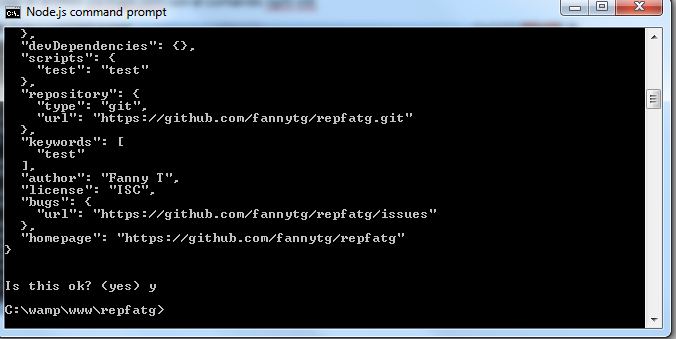 Node.js command prompt
},
"devDependencies": {},
"scripts": {
"test": "test"
},
"repository": {
"type": "git",
"url": "https://github.com/fannytg/repfatg.git"
},
"keywords": [
"test"
],
"author": "Fanny T",
"license": "ISC",
"bugs": {
"url": "https://github.com/fannytg/repfatg/issues"
},
"homepage": "https://github.com/fannytg/repfatg"
}
Is this ok? (yes) y
C:\wamp\www\repfatg>